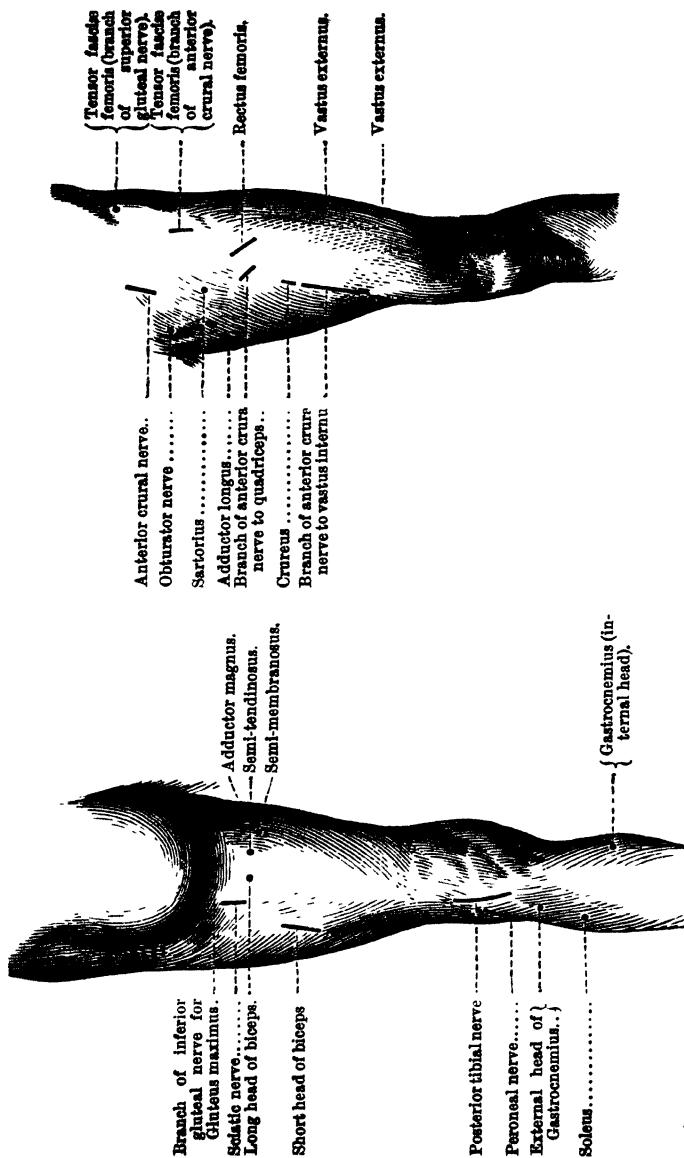 Tensor fasciæ
femoris (branch
of superior
gluteal nerve).
Tensor fasciæ
femoris (branch
of anterior
crural nerve).
Rectus femoris.
Vastus externus.
Vastus externus.
Anterior crural nerve..
Obturator nerve ......
Sartorius ..............
Adductor longus.......
Branch of anterior crura
nerve to quadriceps..
Crureus ..............
Branch of anterior crura
nerve to vastus internu
Adductor magnus.
Semi-tendinosus.
Semi-membranosus.
Gastrocnemius (in-
ternal head).
Branch of inferior
gluteal nerve for
Gluteus maximus.
Sciatic nerve..........
Long head of biceps.
Short head of biceps
Posterior tibial nerve
Peroneal nerve......
External head of
Gastrocnemius..
Soleus...............